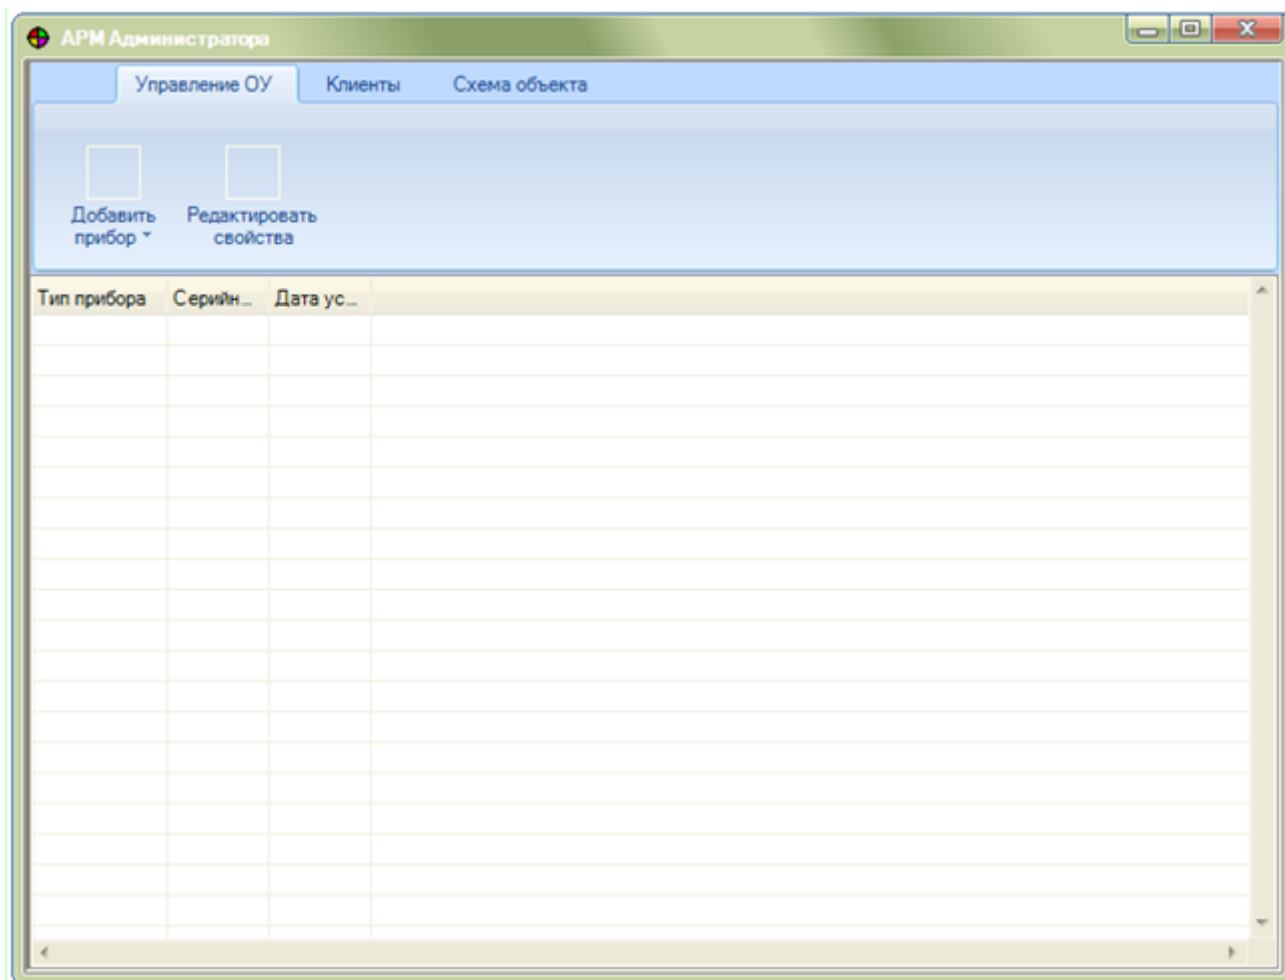 АРМ Администратора
Управление ОУ Клиенты Схема объекта
Добавить прибор Редактировать свойства
Тип прибора Серийн... Дата ус...